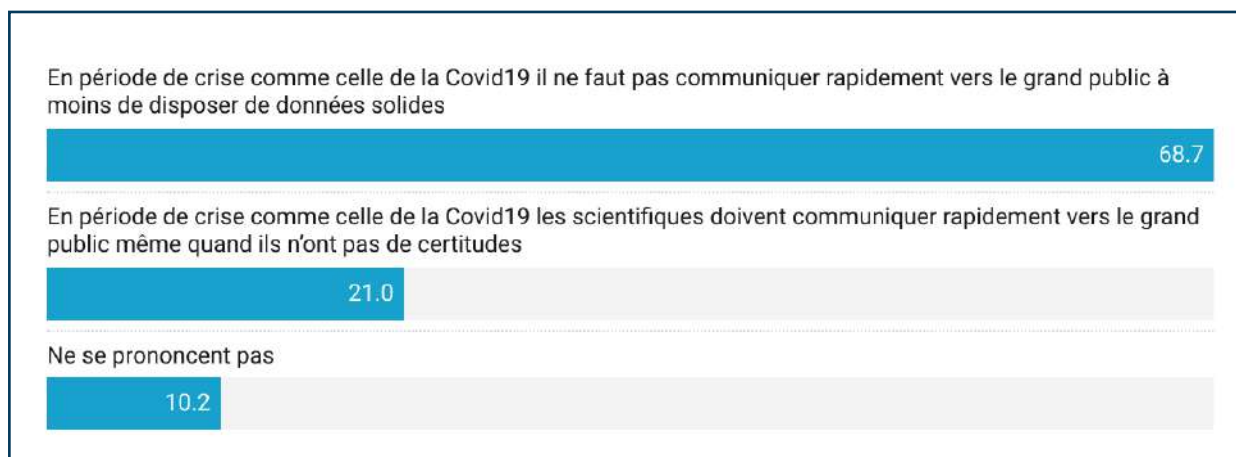 En période de crise comme celle de la Covid19 il ne faut pas communiquer rapidement vers le grand public à
moins de disposer de données solides
68.7
En période de crise comme celle de la Covid19 les scientifiques doivent communiquer rapidement vers le grand
public même quand ils n'ont pas de certitudes
21.0
Ne se prononcent pas
10.2